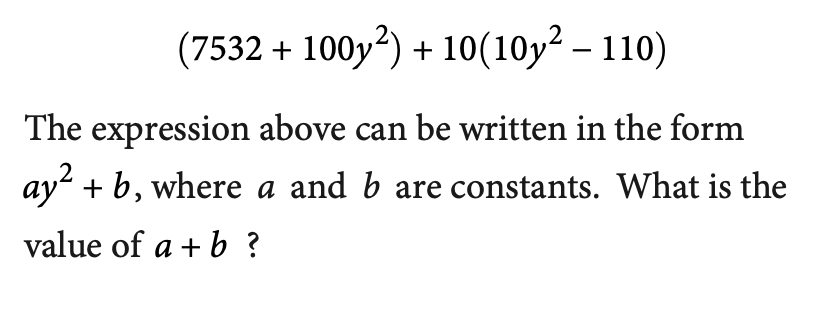 (7532 + 100y²) + 10(10y² – 110)
The expression above can be written in the form
ay² + b, where a and b are constants. What is the
value of a + b ?